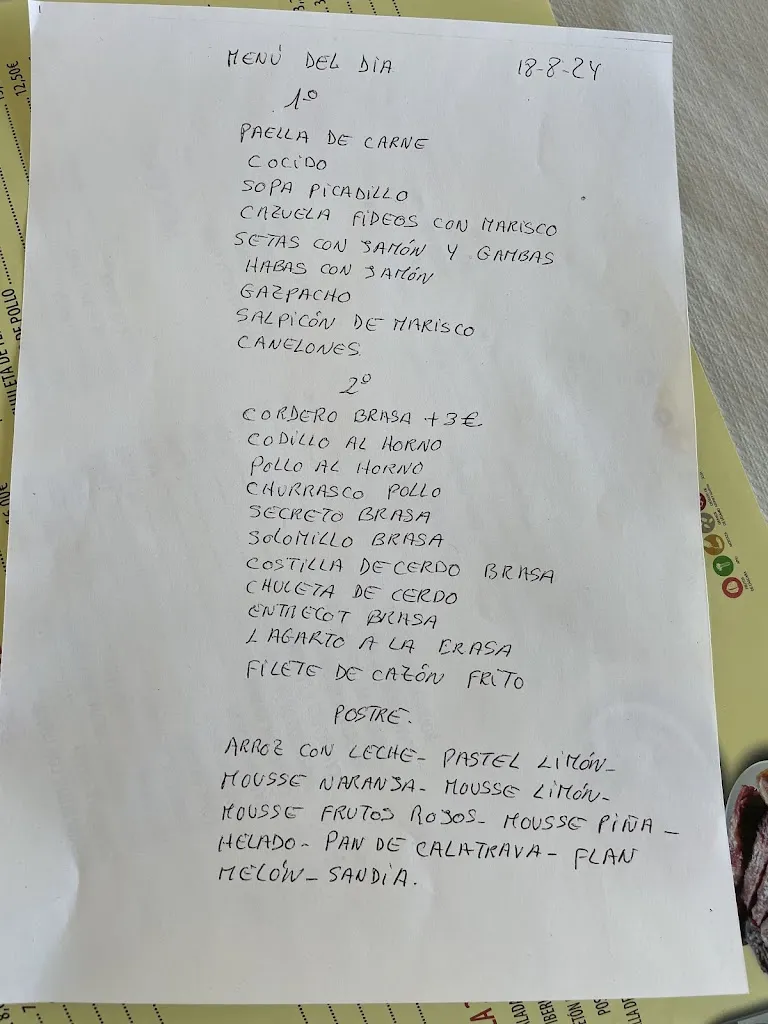 MENÚ DEL DIA 18-8-24
1º
PAELLA DE CARNE
COCIDO
SOPA PICADILLO
CAZUELA FIDEOS CON MARISCO
SETAS CON JAMÓN Y GAMBAS
HABAS CON JAMÓN
GAZPACHO
SALPICÓN DE MARISCO
CANELONES
2º
CORDERO BRASA +3€
CODILLO AL HORNO
POLLO AL HORNO
CHURRASCO POLLO
SECRETO BRASA
SOLOMILLO BRASA
COSTILLA DE CERDO BRASA
CHULETA DE CERDO
ENTRECOT BRASA
LAGARTO A LA BRASA
FILETE DE CAZÓN FRITO
POSTRE.
ARROZ CON LECHE- PASTEL LIMÓN-
MOUSSE NARANJA- MOUSSE LIMÓN-
MOUSSE FRUTOS ROJOS- MOUSSE PIÑA-
HELADO- PAN DE CALATRAVA- FLAN
MELÓN- SANDIA.
12,50€